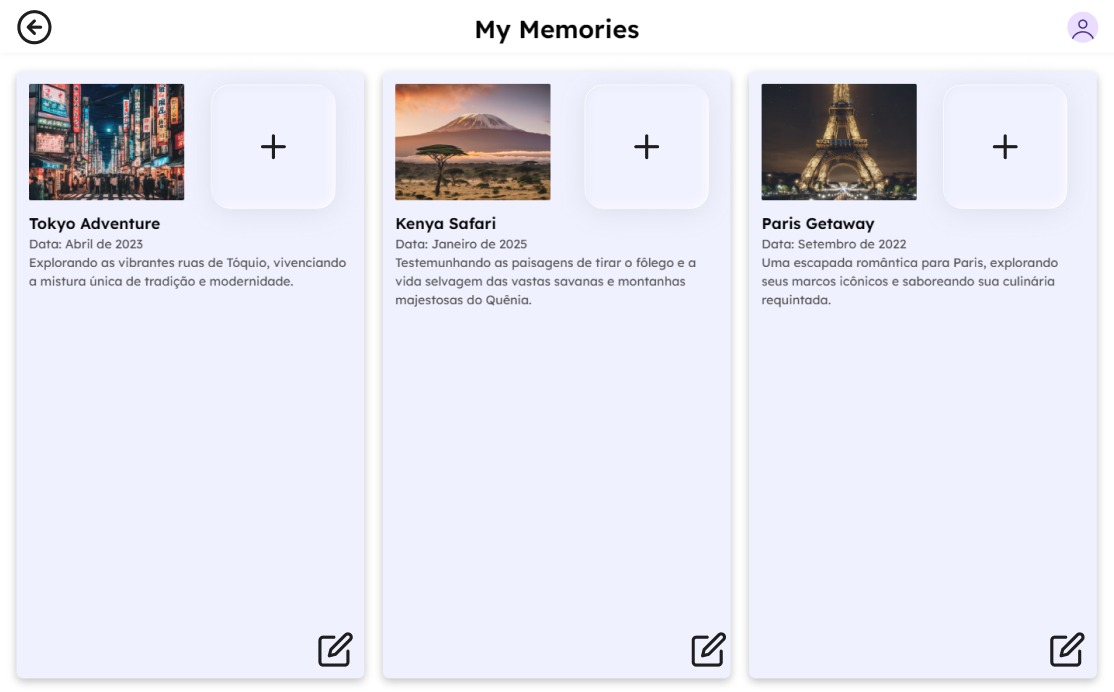 My Memories
Tokyo Adventure
Data: Abril de 2023
Explorando as vibrantes ruas de Tóquio, vivenciando
a mistura única de tradição e modernidade.
Kenya Safari
Data: Janeiro de 2025
Testemunhando as paisagens de tirar o fôlego e a
vida selvagem das vastas savanas e montanhas
majestosas do Quênia.
Paris Getaway
Data: Setembro de 2022
Uma escapada romântica para Paris, explorando
seus marcos icônicos e saboreando sua culinária
requintada.